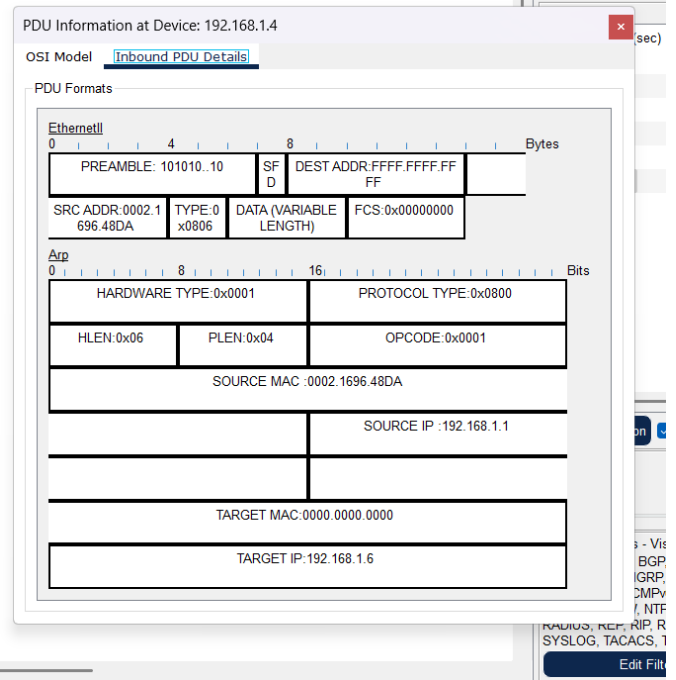 PDU Information at Device: 192.168.1.4
×
(sec)
OSI Model Inbound PDU Details
PDU Formats
EthernetII
0 4 8 Bytes
PREAMBLE: 101010..10 SF DEST ADDR:FFFF.FFFF.FF
D FF
SRC ADDR:0002.1 TYPE:0 DATA (VARIABLE FCS:0x00000000
696.48DA x0806 LENGTH)
Arp
0 8 16 Bits
HARDWARE TYPE:0x0001 PROTOCOL TYPE:0x0800
HLEN:0x06 PLEN:0x04 OPCODE:0x0001
SOURCE MAC :0002.1696.48DA
SOURCE IP :192.168.1.1
TARGET MAC:0000.0000.0000
TARGET IP:192.168.1.6
on
s - Vis
BGP,
IGRP,
CMPv
, NTP
RADIUS, REP, RIP, R
SYSLOG, TACACS, T
Edit Filt